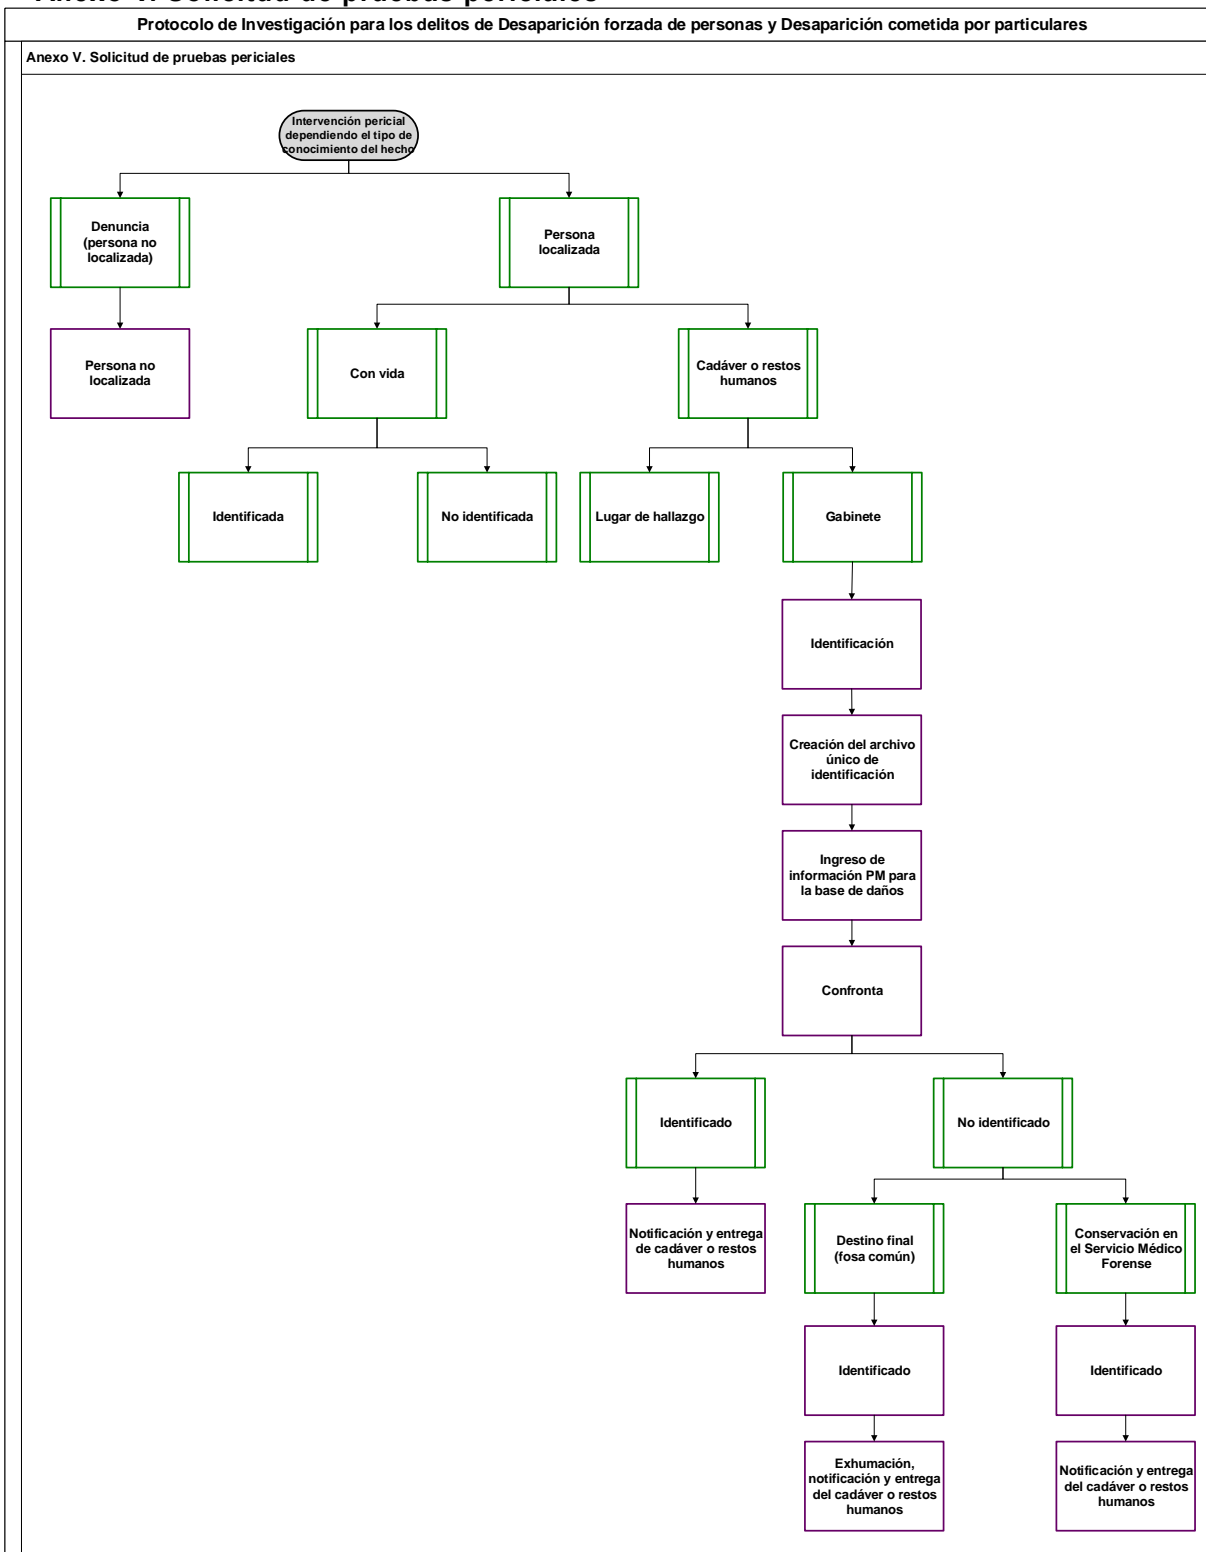 Anexo V. Solicitud de pruebas periciales
Protocolo de Investigación para los delitos de Desaparición forzada de personas y Desaparición cometida por particulares
Anexo V. Solicitud de pruebas periciales
Intervención pericial
dependiendo el tipo de
conocimiento del hecho
Denuncia
(persona no
localizada)
Persona
localizada
Persona no
localizada
Con vida
Cadáver o restos
humanos
Identificada
No identificada
Lugar de hallazgo
Gabinete
Identificación
Creación del archivo
único de
identificación
Ingreso de
información PM para
la base de daños
Confronta
Identificado
No identificado
Notificación y entrega
de cadáver o restos
humanos
Destino final
(fosa común)
Conservación en
el Servicio Médico
Forense
Identificado
Identificado
Exhumación,
notificación y entrega
del cadáver o restos
humanos
Notificación y entrega
del cadáver o restos
humanos